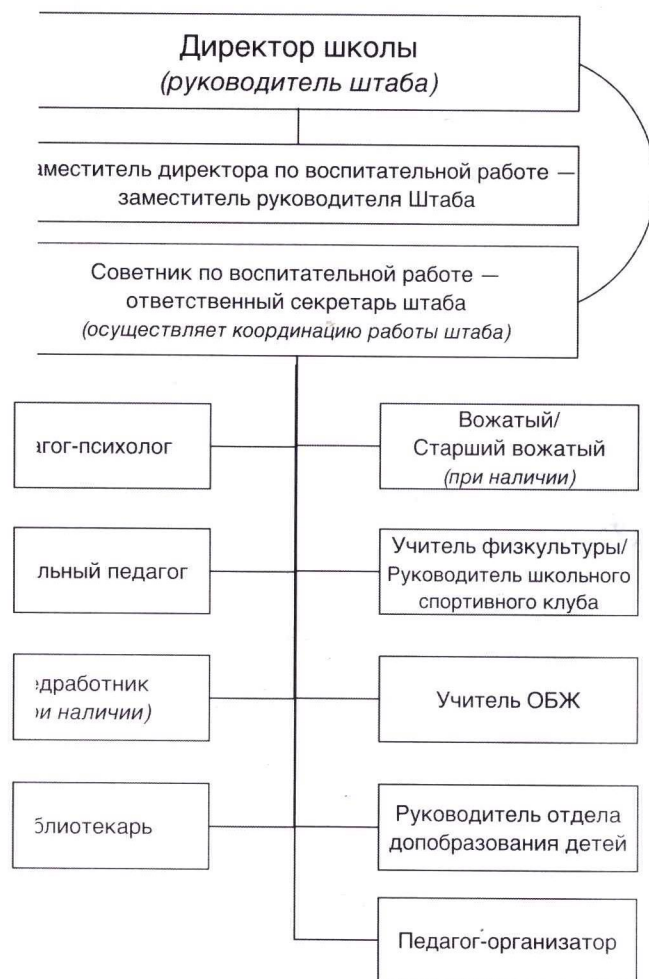 Директор школы
(руководитель штаба)
аместитель директора по воспитательной работе —
заместитель руководителя Штаба
Советник по воспитательной работе —
ответственный секретарь штаба
(осуществляет координацию работы штаба)
агог-психолог
Вожатый/
Старший вожатый
(при наличии)
льный педагог
Учитель физкультуры/
Руководитель школьного
спортивного клуба
едработник
ри наличии)
Учитель ОБЖ
блиотекарь
Руководитель отдела
допобразования детей
Педагог-организатор